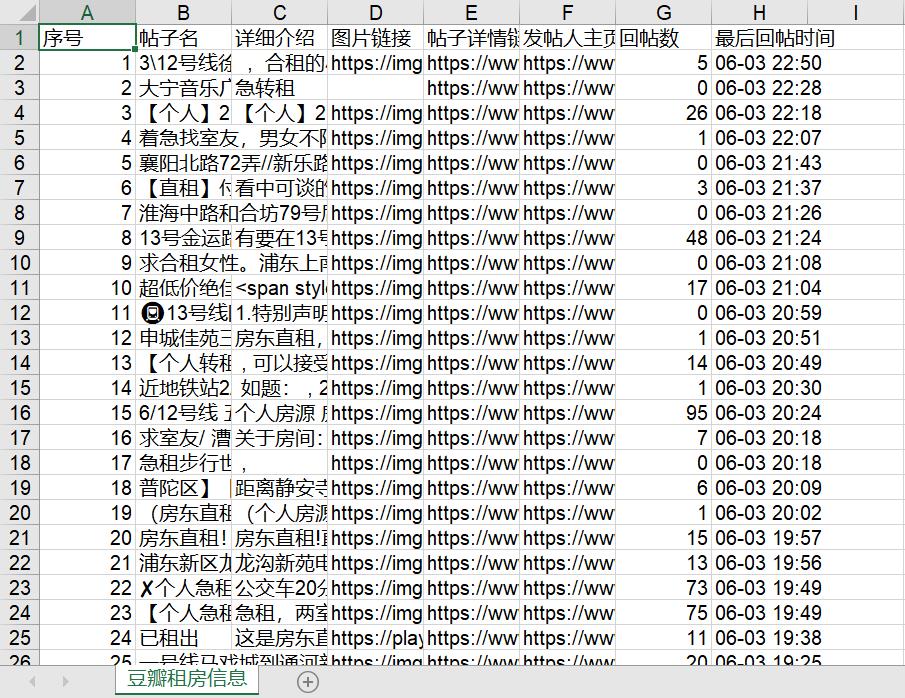 A B C D E F G H I
1 序号 帖子名 详细介绍 图片链接 帖子详情链 发帖人主页 回帖数 最后回帖时间
2 1 3\12号线徐 ，合租的 https://img https://ww https://ww 5 06-03 22:50
3 2 大宁音乐广 急转租 https://ww https://ww 0 06-03 22:28
4 3 【个人】2 【个人】2 https://img https://ww https://ww 26 06-03 22:18
5 4 着急找室友，男女不限 https://img https://ww https://ww 1 06-03 22:07
6 5 襄阳北路72弄//新乐路 https://img https://ww https://ww 0 06-03 21:43
7 6 【直租】付 看中可谈的 https://img https://ww https://ww 3 06-03 21:37
8 7 淮海中路和合坊79号 https://img https://ww https://ww 0 06-03 21:26
9 8 13号金运路 有要在13号 https://img https://ww https://ww 48 06-03 21:24
10 9 求合租女性。浦东上南 https://img https://ww https://ww 0 06-03 21:08
11 10 超低价绝佳 <span style https://img https://ww https://ww 17 06-03 21:04
12 11 13号线 1.特别声明 https://img https://ww https://ww 0 06-03 20:59
13 12 申城佳苑三 房东直租， https://img https://ww https://ww 1 06-03 20:51
14 13 【个人转租 ，可以接受 https://img https://ww https://ww 14 06-03 20:49
15 14 近地铁站2 如题：，2 https://img https://ww https://ww 1 06-03 20:30
16 15 6/12号线 五 个人房源 https://img https://ww https://ww 95 06-03 20:24
17 16 求室友/ 漕 关于房间： https://img https://ww https://ww 7 06-03 20:18
18 17 急租步行世 ， https://img https://ww https://ww 0 06-03 20:18
19 18 普陀区】 距离静安寺 https://img https://ww https://ww 6 06-03 20:09
20 19 （房东直租 （个人房源 https://img https://ww https://ww 1 06-03 20:02
21 20 房东直租！ 房东直租!直 https://img https://ww https://ww 15 06-03 19:57
22 21 浦东新区龙 龙沟新苑电 https://img https://ww https://ww 13 06-03 19:56
23 22 ✗个人急租 公交车20分 https://img https://ww https://ww 73 06-03 19:49
24 23 【个人急租 急租，两室 https://img https://ww https://ww 75 06-03 19:49
25 24 已租出 这是房东直 https://play https://ww https://ww 11 06-03 19:38
26 25 一号线马戏城到通河新 https://img https://ww https://ww 20 06-03 19:25
豆瓣租房信息